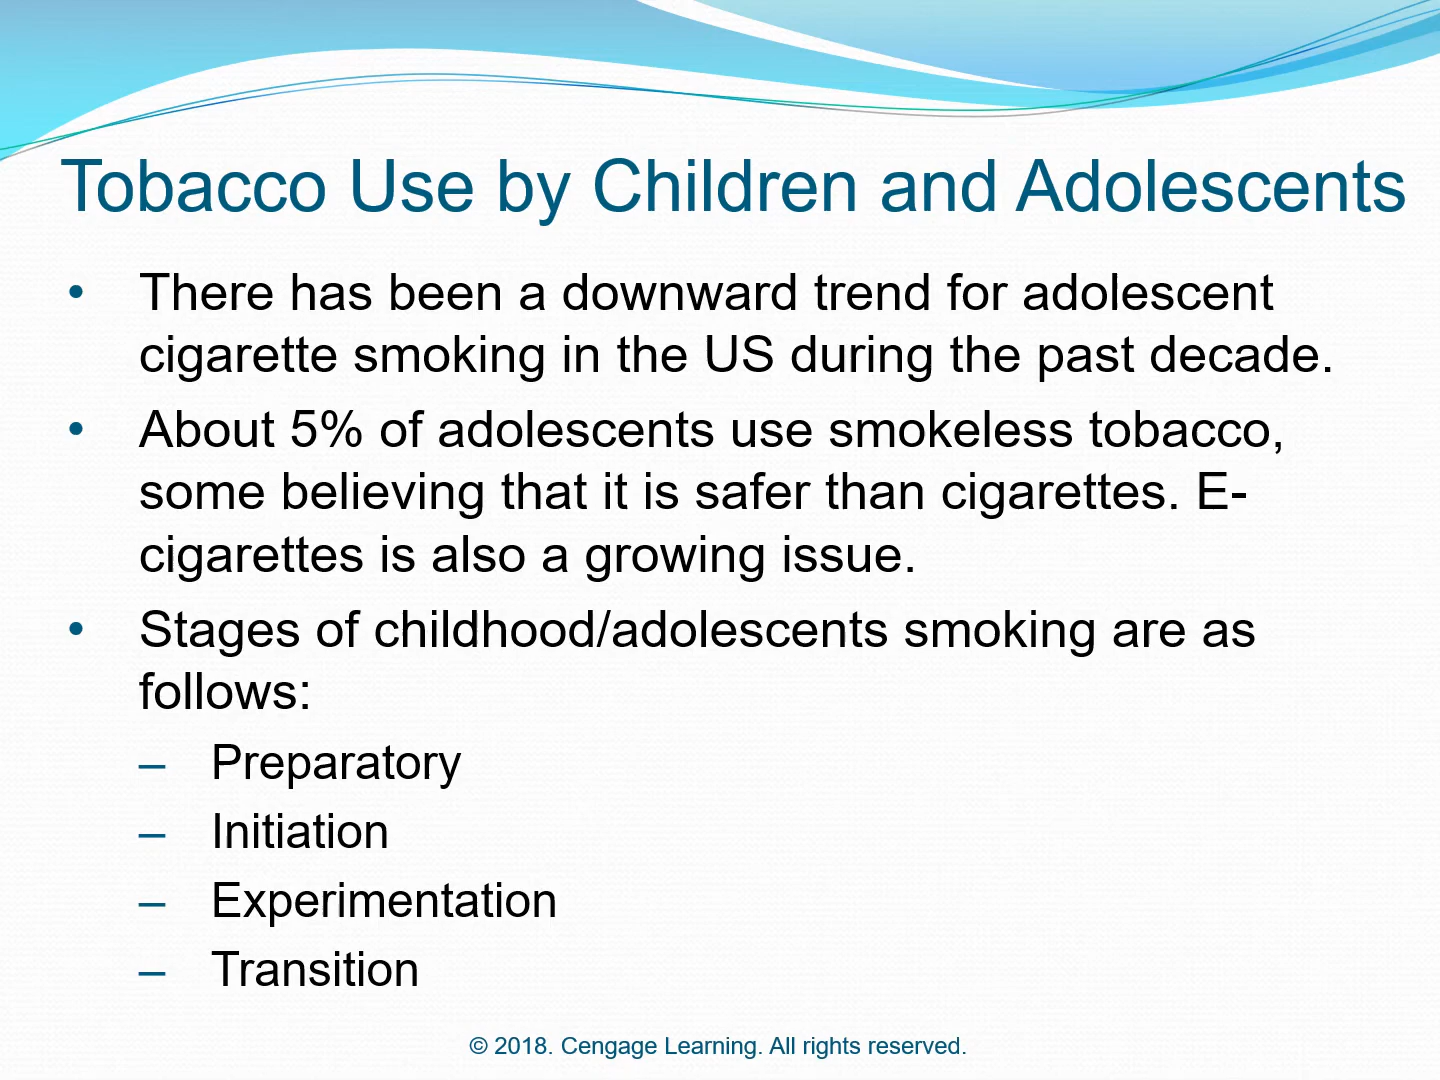 Tobacco Use by Children and Adolescents
• There has been a downward trend for adolescent
cigarette smoking in the US during the past decade.
• About 5% of adolescents use smokeless tobacco,
some believing that it is safer than cigarettes. E-
cigarettes is also a growing issue.
• Stages of childhood/adolescents smoking are as
follows:
– Preparatory
– Initiation
– Experimentation
– Transition
© 2018. Cengage Learning. All rights reserved.